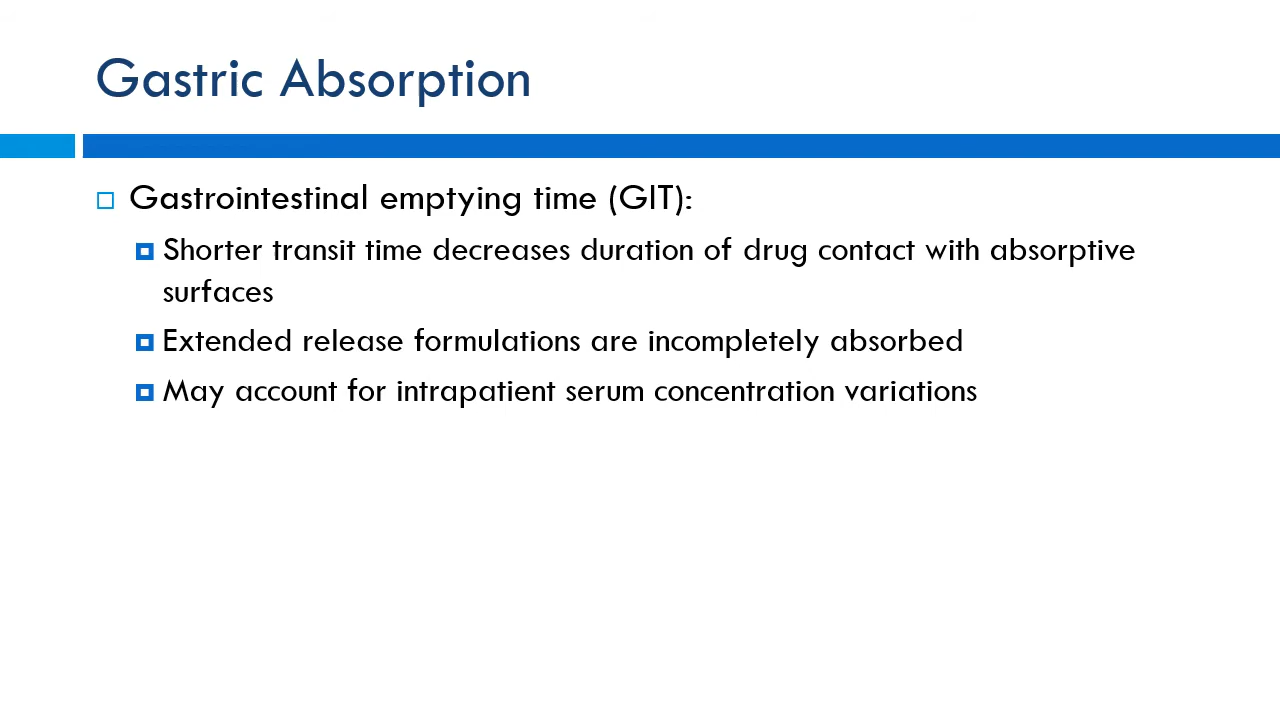 Gastric Absorption
Gastrointestinal emptying time (GIT):
Shorter transit time decreases duration of drug contact with absorptive
surfaces
Extended release formulations are incompletely absorbed
May account for intrapatient serum concentration variations